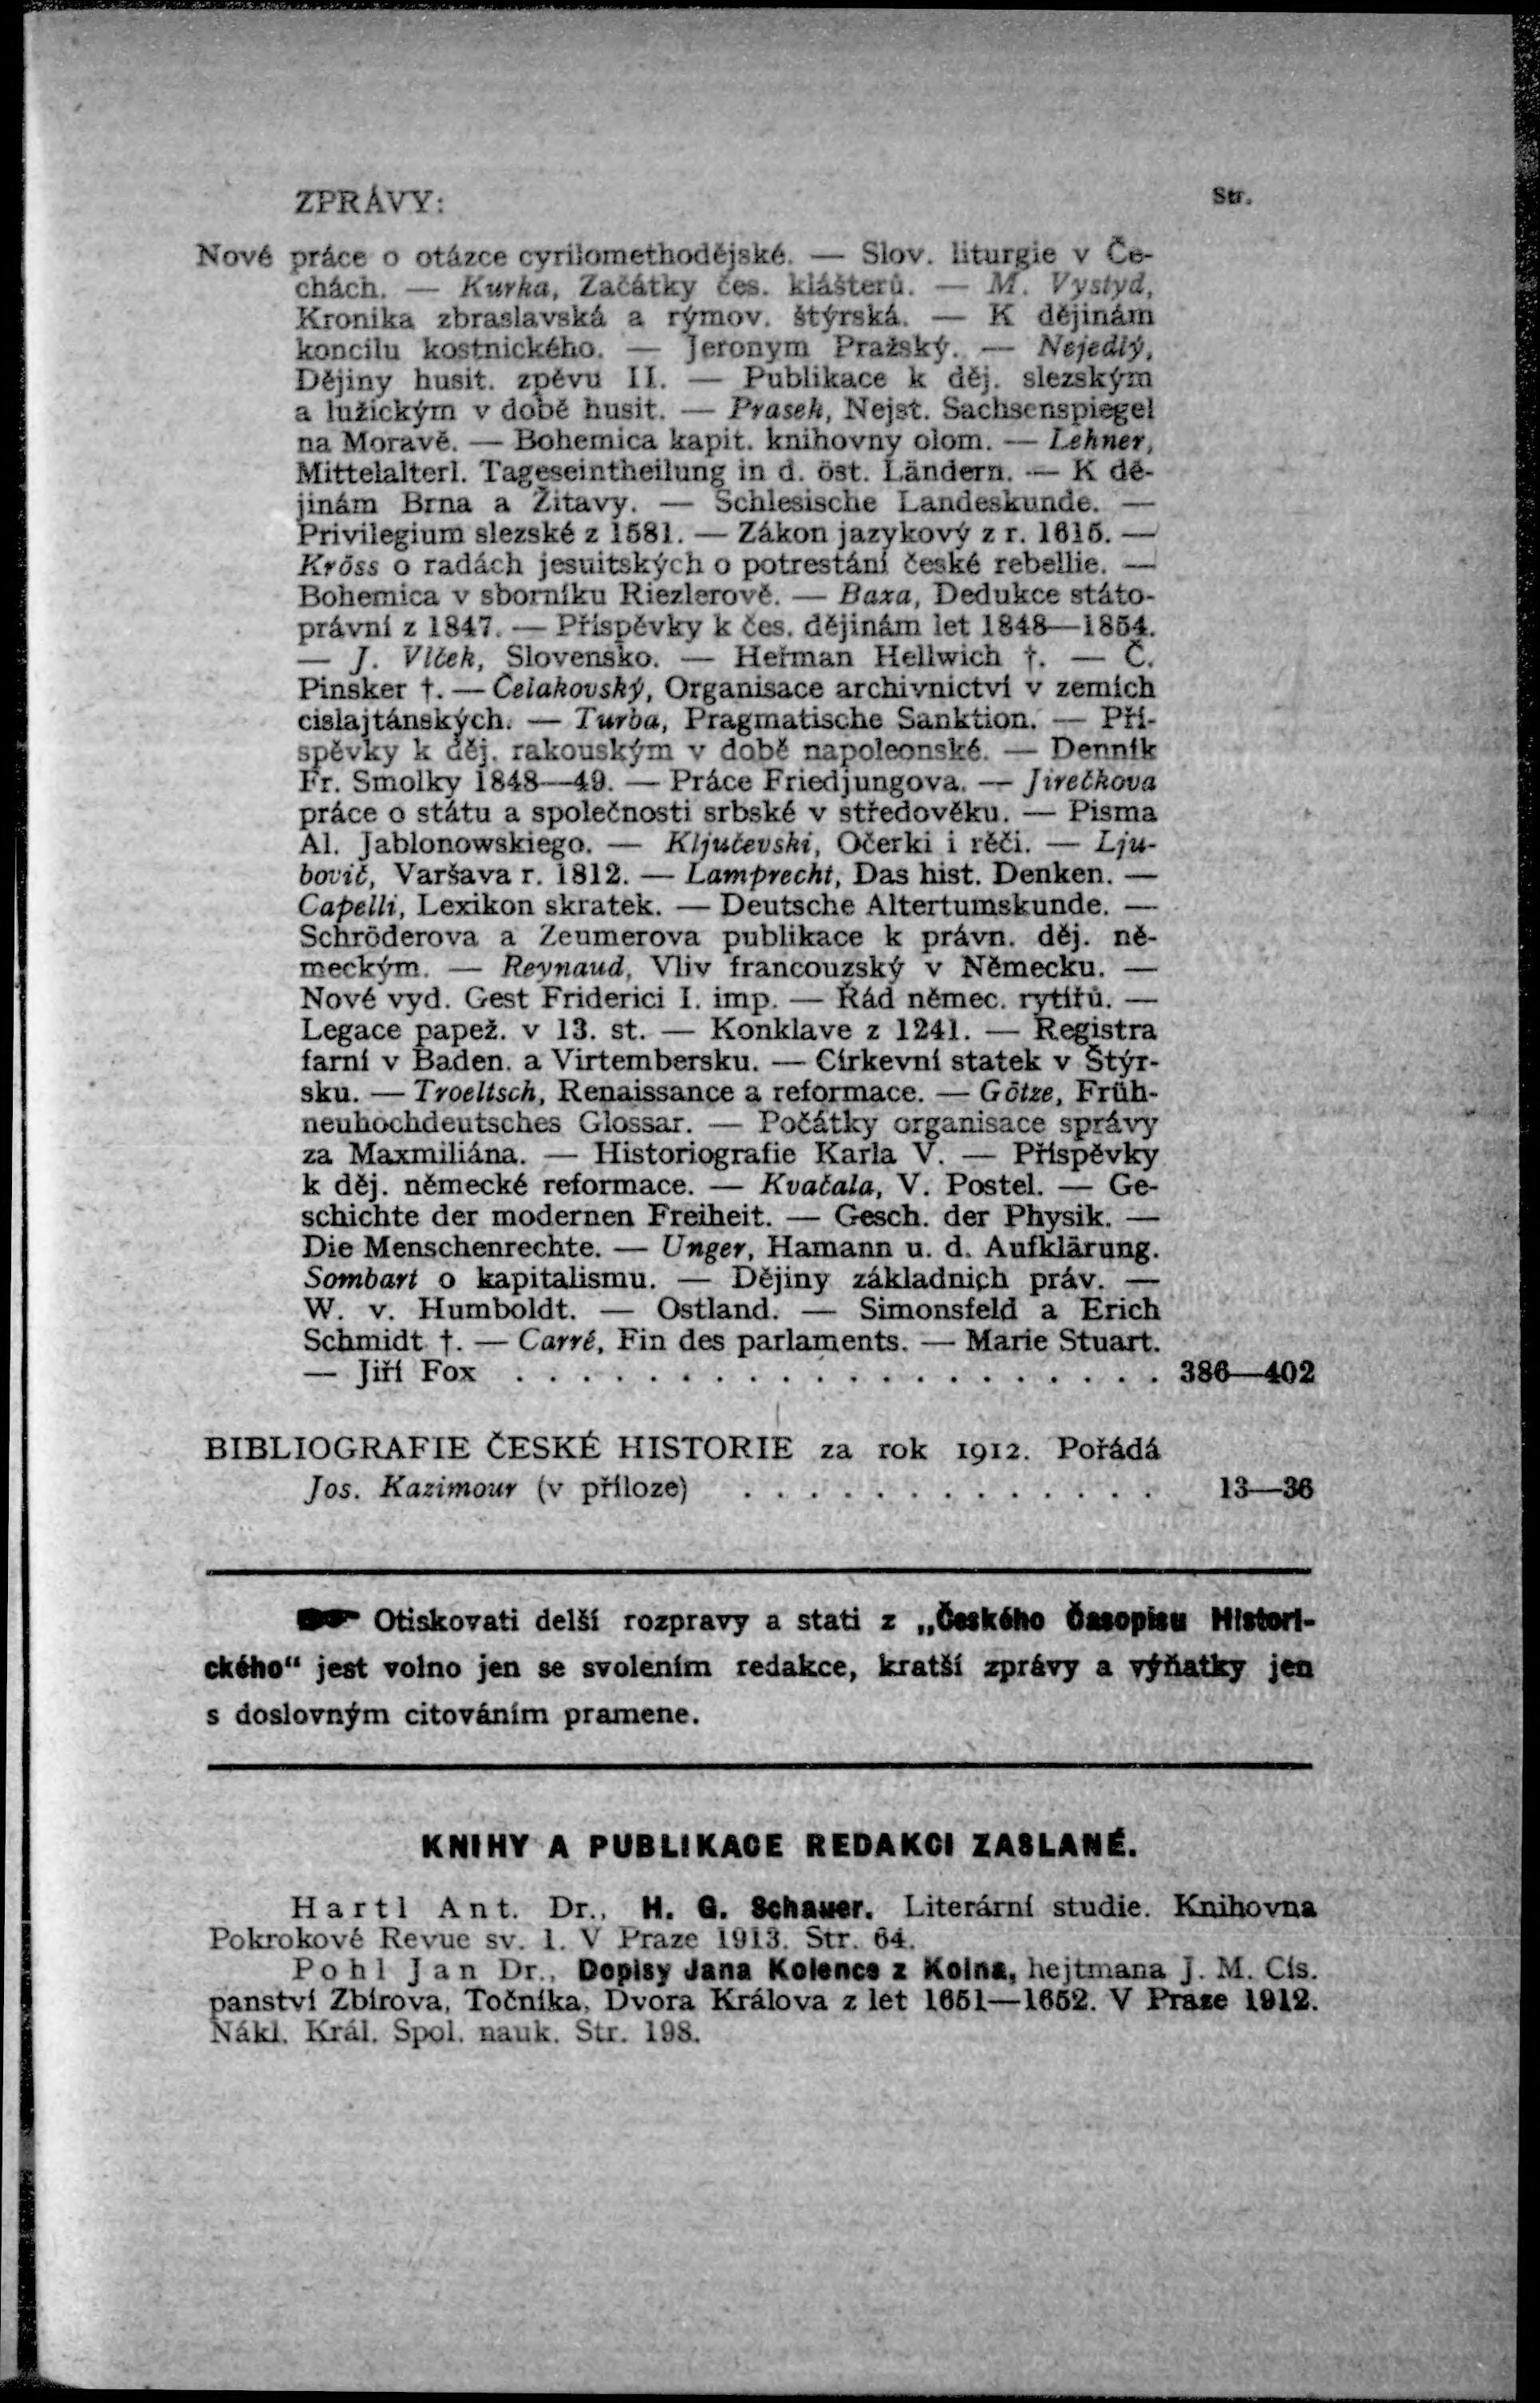 ZPRÁVY: Str.
Nové práce o otázce cyrilomethodějské. — Slov. liturgie v Če-
chách. — Kurka, Začátky čes. klášterů. — M. Vystyd,
Kronika zbraslavská a rýmov. štýrská. — K dějinám
koncilu kostnického. — Jeronym Pražský. — Nejedlý,
Dějiny husit. zpěvu II. — Publikace k děj. slezským
a lužickým v době husit. — Prasek, Nejst. Sachsenspiegel
na Moravě. — Bohemica kapit. knihovny olom. — Lehner,
Mittelalterl. Tageseintheilung in d. öst. Ländern. — K dě-
jinám Brna a Žitavy. — Schlesische Landeskunde. —
Privilegium slezské z 1581. — Zákon jazykový z r. 1615. —
Kröss o radách jesuitských o potrestání české rebellie. —
Bohemica v sborníku Riezlerově. — Baxa, Dedukce státo-
právní z 1847. — Příspěvky k čes. dějinám let 1848—1854.
— J. Vlček, Slovensko. — Heřman Hellwich †. — Č.
Pinsker †. — Čelakovský, Organisace archivnictví v zemích
cislajtánských. — Turba, Pragmatische Sanktion. — Pří-
spěvky k děj. rakouským v době napoleonské. — Denník
Fr. Smolky 1848—49. — Práce Friedjungova. — Jirečkova
práce o státu a společnosti srbské v středověku. — Pisma
Al. Jablonowskiego. — Ključevski, Očerki i rěči. — Lju-
bovič, Varšava r. 1812. — Lamprecht, Das hist. Denken. —
Capelli, Lexikon skratek. — Deutsche Altertumskunde. —
Schröderova a Zeumerova publikace k právn. děj. ně-
meckým. — Reynaud, Vliv francouzský v Německu. —
Nové vyd. Gest Friderici I. imp. — Řád němec. rytířů. —
Legace papež. v 13. st. — Konklave z 1241. — Registra
farní v Baden. a Virtembersku. — Církevní statek v Štýr-
sku. — Troeltsch, Renaissance a reformace. — Götze, Früh-
neuhochdeutsches Glossar. — Počátky organisace správy
za Maxmiliána. — Historiografie Karla V. — Příspěvky
k děj. německé reformace. — Kvačala, V. Postel. — Ge-
schichte der modernen Freiheit. — Gesch. der Physik. —
Die Menschenrechte. — Unger, Hamann u. d. Aufklärung.
Sombart o kapitalismu. — Dějiny základních práv. —
W. v. Humboldt. — Ostland. — Simonsfeld a Erich
Schmidt †. — Carré, Fin des parlaments. — Marie Stuart.
— Jiří Fox . . . . . . . . . . . . . . . . . . . . 386—402
BIBLIOGRAFIE ČESKÉ HISTORIE za rok 1912. Pořádá
Jos. Kazimour (v příloze) . . . . . . . . . . . . . 13—36
☛ Otiskovati delší rozpravy a stati z „Českého Časopisu Histori-
ckého“ jest volno jen se svolením redakce, kratší zprávy a výňatky jen
s doslovným citováním pramene.
KNIHY A PUBLIKACE REDAKCI ZASLANÉ.
Hartl Ant. Dr., H. G. Schauer. Literární studie. Knihovna
Pokrokové Revue sv. 1. V Praze 1913. Str. 64.
Pohl Jan Dr., Dopisy Jana Kolence z Kolna, hejtmana J. M. Cís.
panství Zbirova, Točníka, Dvora Králova z let 1651—1652. V Praze 1912.
Nákl. Král. Spol. nauk. Str. 198.